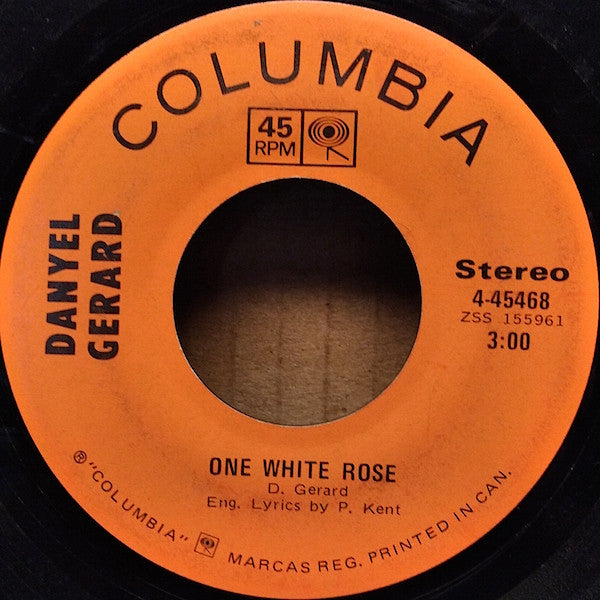 COLUMBIA
45
RPM
DANYEL
GERARD
Stereo
4-45468
ZSS 155961
3:00
ONE WHITE ROSE
D. Gerard
Eng. Lyrics by P. Kent
® "COLUMBIA" MARCAS REG. PRINTED IN CAN.